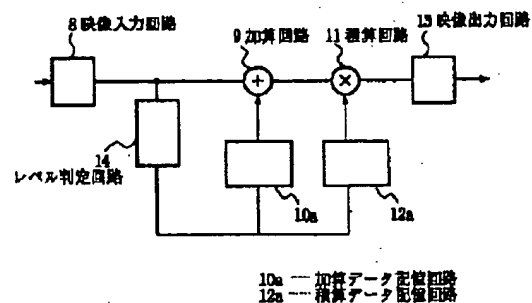 8 映像入力回路
9 加算回路
11 積算回路
13 映像出力回路
14
レベル判定回路
10a
12a
10a --- 加算データ記憶回路
12a --- 積算データ記憶回路